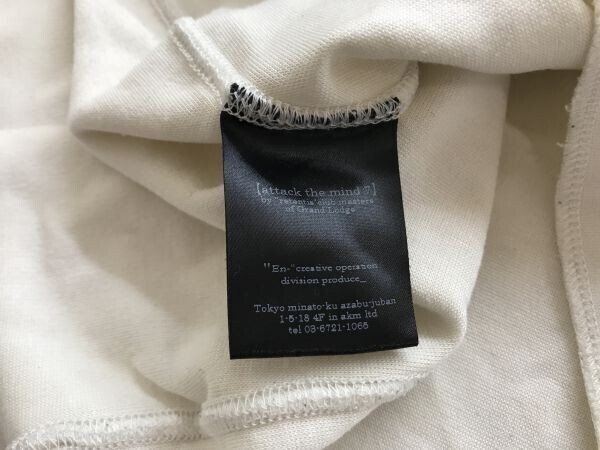 [attack the mind 7]
by "retentis" club masters
of Grand Lodge
"En-"creative operation
division produce_
Tokyo minato-ku azabu-juban
1-5-18 4F in akm ltd
tel 03-6721-1065